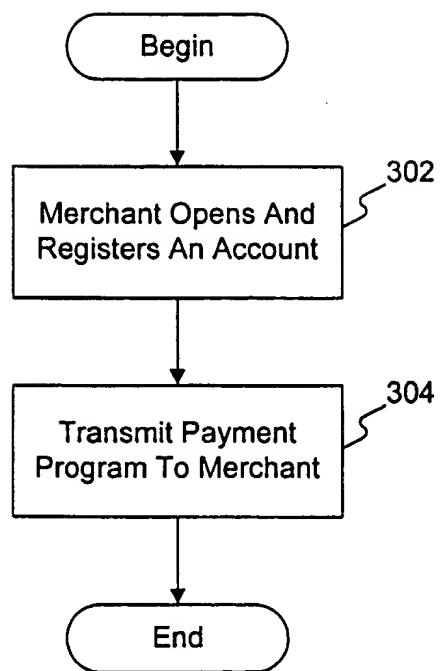 Begin
302
Merchant Opens And
Registers An Account
304
Transmit Payment
Program To Merchant
End